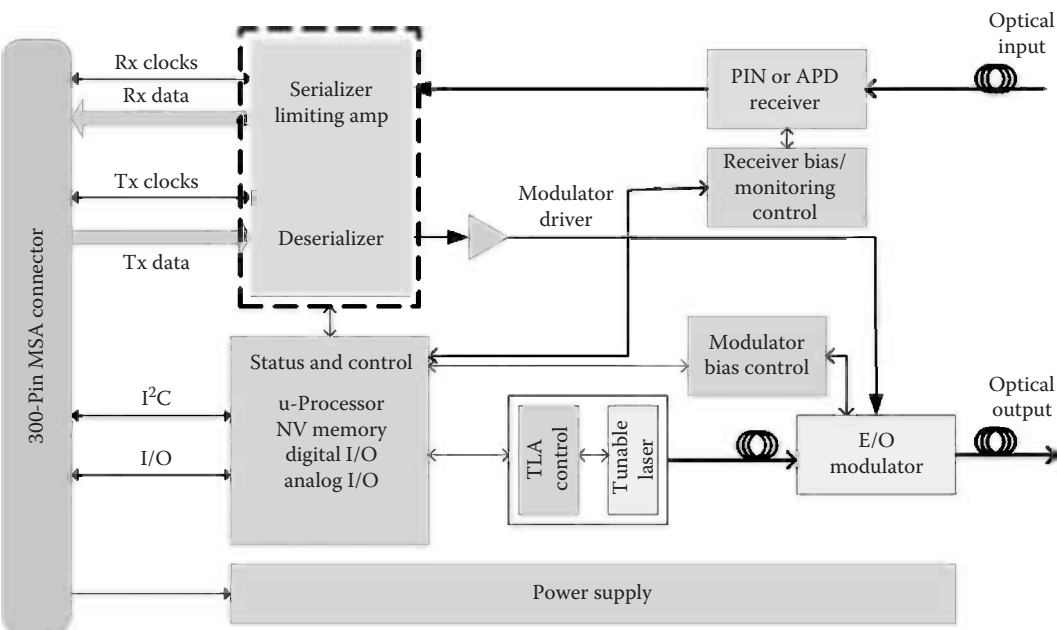 Optical
input
Rx clocks
Rx data
Serializer
limiting amp
PIN or APD
receiver
Receiver bias/
monitoring
control
Tx clocks
Tx data
Deserializer
Modulator
driver
300-Pin MSA connector
Status and control
u-Processor
NV memory
digital I/O
analog I/O
I²C
I/O
Modulator
bias control
TLA
control
Tunable
laser
E/O
modulator
Optical
output
Power supply